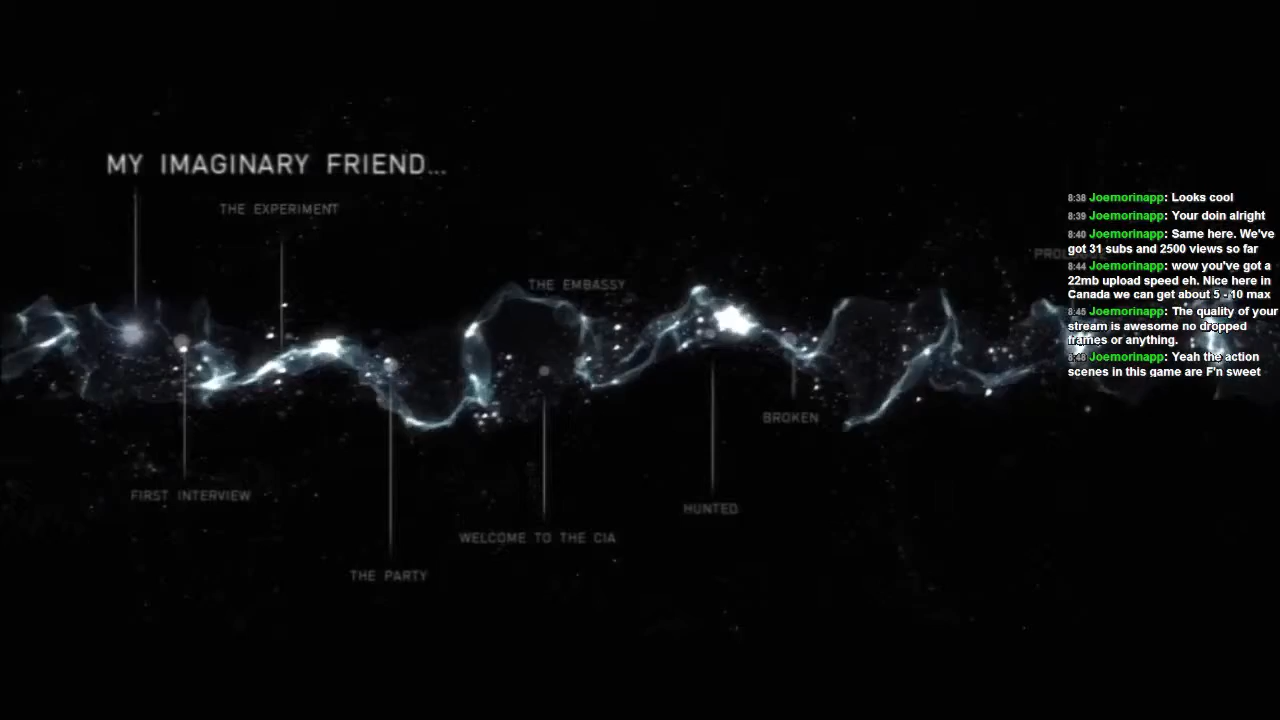 MY IMAGINARY FRIEND...
THE EXPERIMENT
THE EMBASSY
BROKEN
FIRST INTERVIEW
HUNTED
WELCOME TO THE CIA
THE PARTY
8:38 Joemorinapp: Looks cool
8:39 Joemorinapp: Your doin alright
8:40 Joemorinapp: Same here. We've
got 31 subs and 2500 views so far
8:44 Joemorinapp: wow you've got a
22mb upload speed eh. Nice here in
Canada we can get about 5 - 10 max
8:45 Joemorinapp: The quality of your
stream is awesome no dropped
frames or anything.
8:48 Joemorinapp: Yeah the action
scenes in this game are F'n sweet